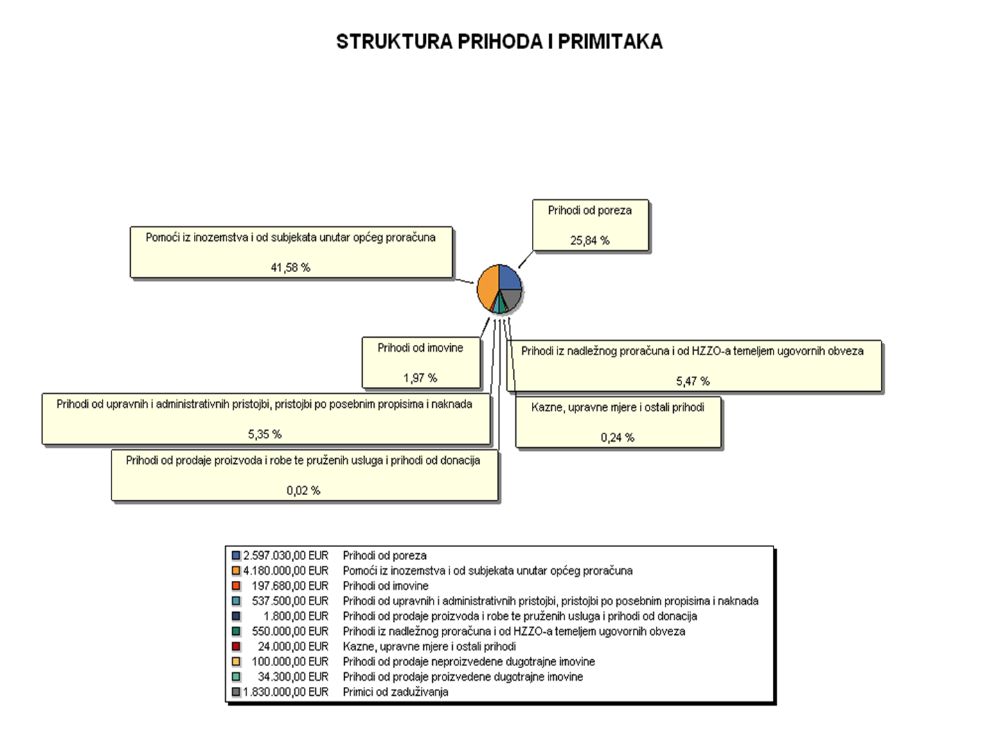 STRUKTURA PRIHODA I PRIMITAKA
Prihodi od poreza
25,84 %
Pomoći iz inozemstva i od subjekata unutar općeg proračuna
41,58 %
Prihodi od imovine
1,97 %
Prihodi iz nadležnog proračuna i od HZZO-a temeljem ugovornih obveza
5,47 %
Prihodi od upravnih i administrativnih pristojbi, pristojbi po posebnim propisima i naknada
5,35 %
Kazne, upravne mjere i ostali prihodi
0,24 %
Prihodi od prodaje proizvoda i robe te pruženih usluga i prihodi od donacija
0,02 %
2.597.030,00 EUR Prihodi od poreza
4.180.000,00 EUR Pomoći iz inozemstva i od subjekata unutar općeg proračuna
197.680,00 EUR Prihodi od imovine
537.500,00 EUR Prihodi od upravnih i administrativnih pristojbi, pristojbi po posebnim propisima i naknada
1.800,00 EUR Prihodi od prodaje proizvoda i robe te pruženih usluga i prihodi od donacija
550.000,00 EUR Prihodi iz nadležnog proračuna i od HZZO-a temeljem ugovornih obveza
24.000,00 EUR Kazne, upravne mjere i ostali prihodi
100.000,00 EUR Prihodi od prodaje neproizvedene dugotrajne imovine
34.300,00 EUR Prihodi od prodaje proizvedene dugotrajne imovine
1.830.000,00 EUR Primici od zaduživanja